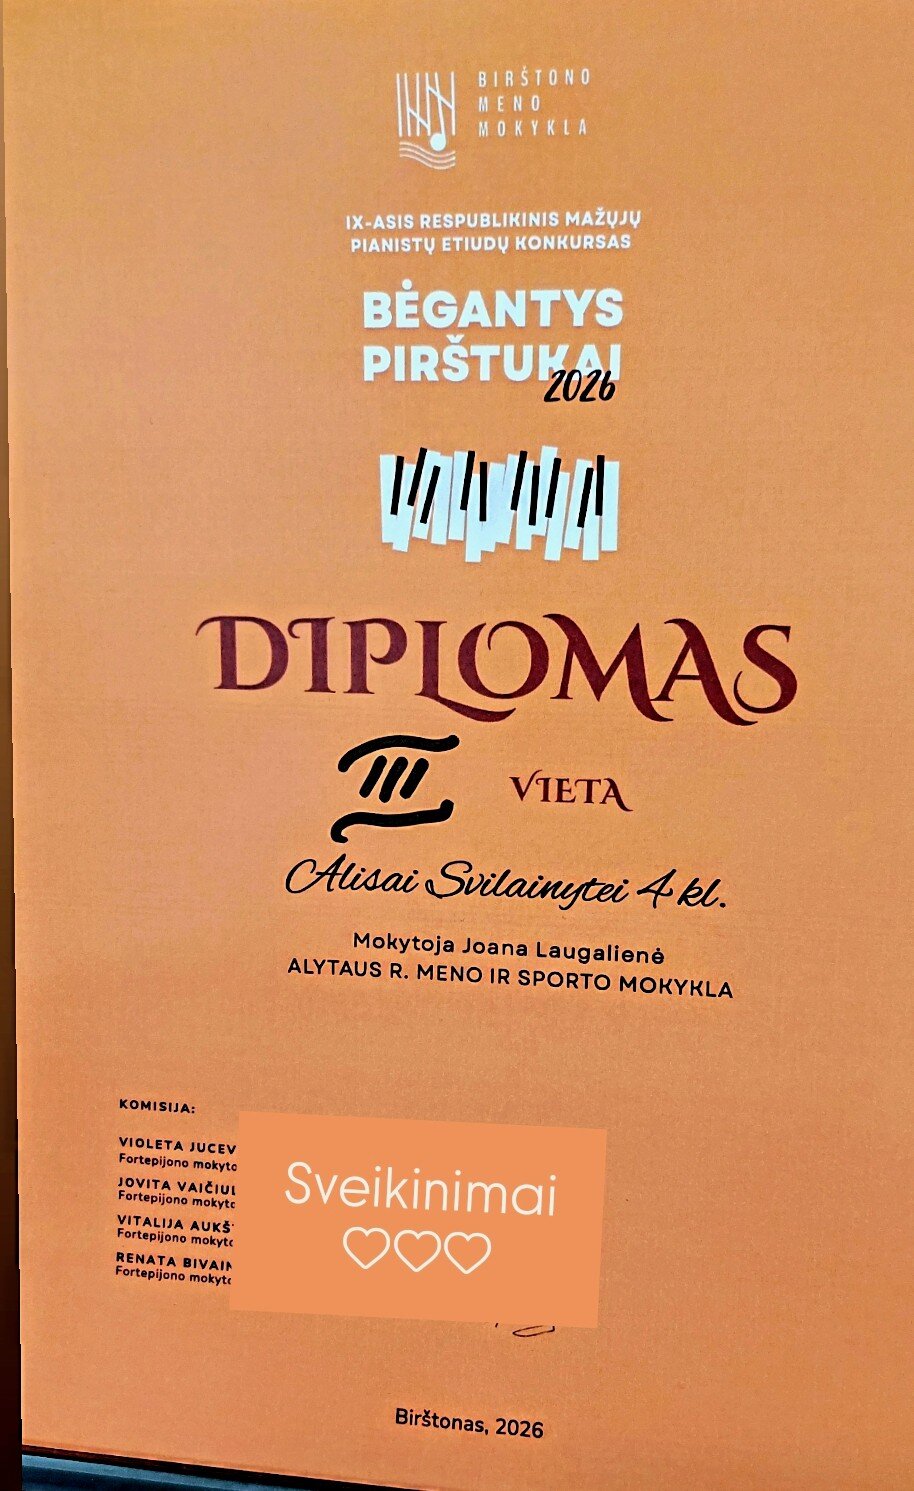 BIRŠTONO
MENO
MOKYKLA
IX-ASIS RESPUBLIKINIS MAŽŲJŲ
PIANISTŲ ETIUDŲ KONKURSAS
BĖGANTYS
PIRŠTUKAI
2026
DIPLOMAS
III VIETA
Alisai Svilainytei 4 kl.
Mokytoja Joana Laugalienė
ALYTAUS R. MENO IR SPORTO MOKYKLA
KOMISIJA:
VIOLETA JUCEV
Fortepijono mokyto
JOVITA VAIČIUL
Fortepijono mokyto
VITALIJA AUKŠ
Fortepijono mokyto
RENATA BIVAIN
Fortepijono mokyto
Sveikinimai
Birštonas, 2026